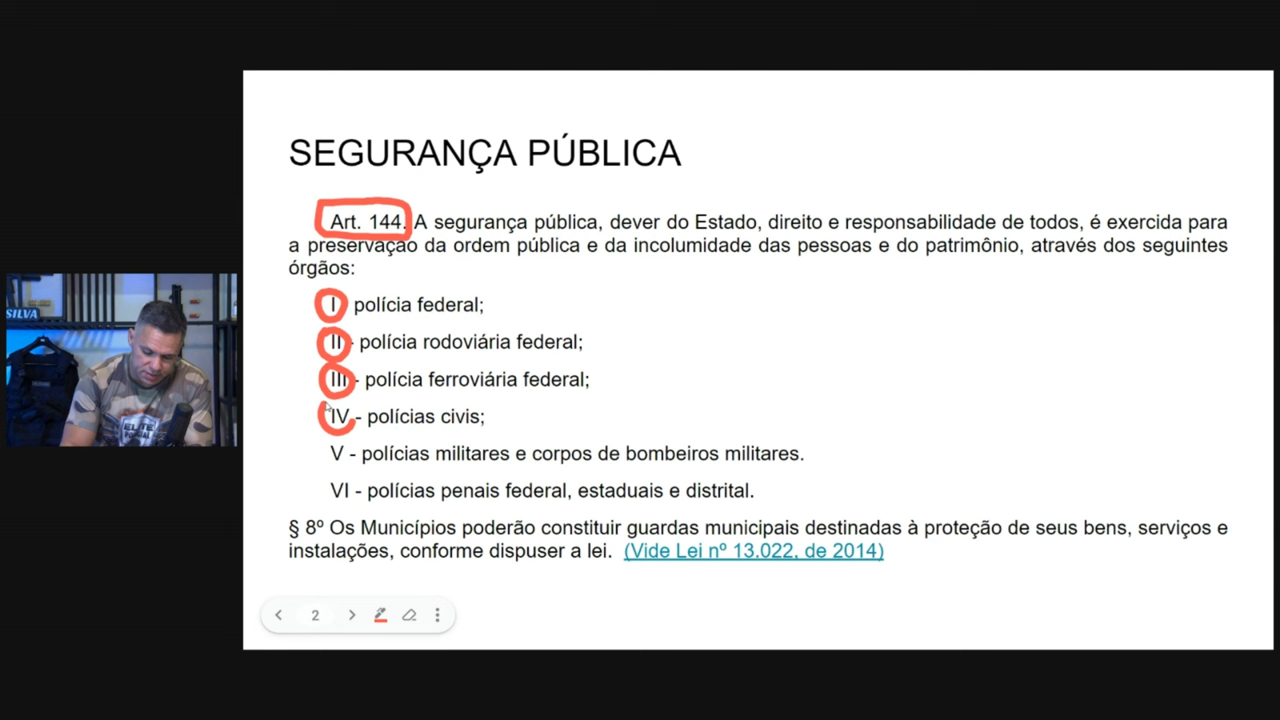 SEGURANÇA PÚBLICA
Art. 144. A segurança pública, dever do Estado, direito e responsabilidade de todos, é exercida para
a preservação da ordem pública e da incolumidade das pessoas e do patrimônio, através dos seguintes
órgãos:
I - polícia federal;
II - polícia rodoviária federal;
III - polícia ferroviária federal;
IV - polícias civis;
V - polícias militares e corpos de bombeiros militares.
VI - polícias penais federal, estaduais e distrital.
§ 8º Os Municípios poderão constituir guardas municipais destinadas à proteção de seus bens, serviços e
instalações, conforme dispuser a lei. (Vide Lei nº 13.022, de 2014)
2
SILVA
ELITE